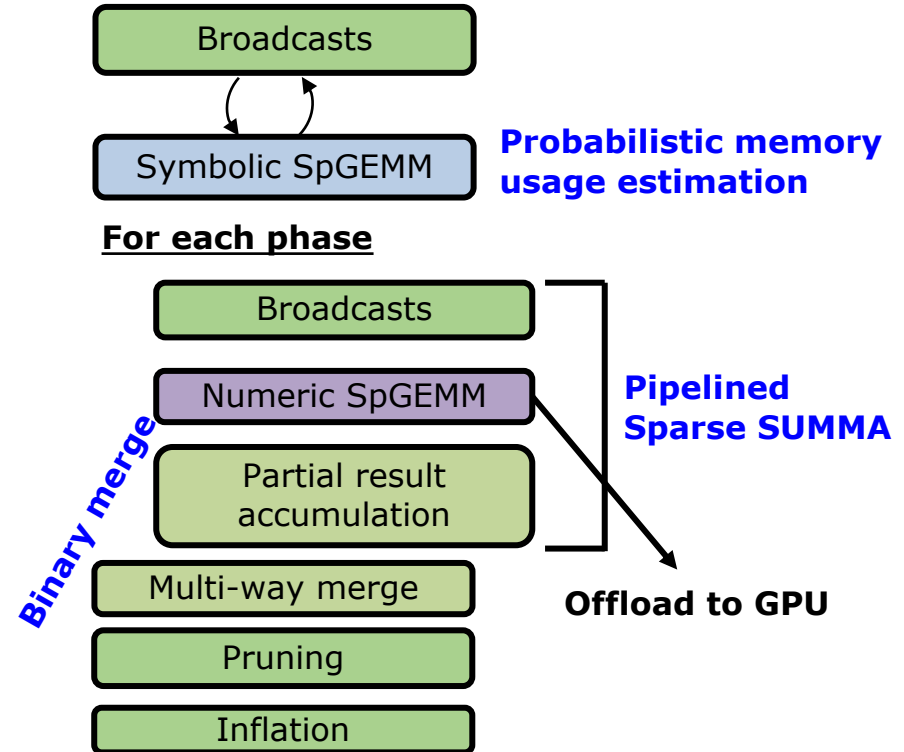 Broadcasts
Symbolic SpGEMM
Probabilistic memory
usage estimation
For each phase
Broadcasts
Numeric SpGEMM
Pipelined
Sparse SUMMA
Partial result
accumulation
Binary merge
Multi-way merge
Offload to GPU
Pruning
Inflation